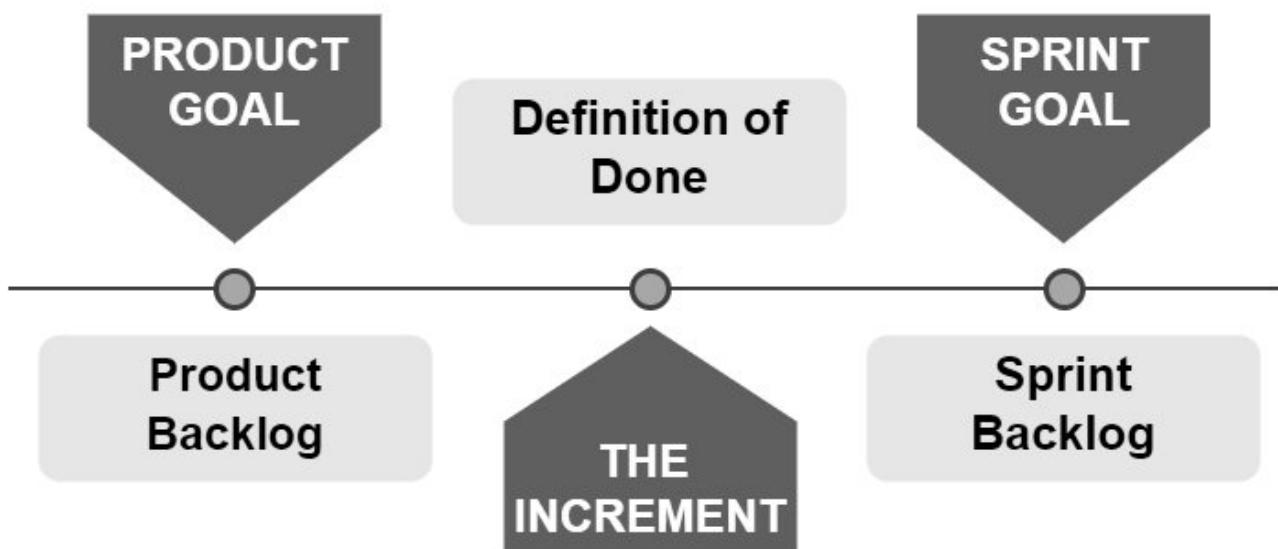 PRODUCT
GOAL
Product
Backlog
Definition of
Done
THE
INCREMENT
SPRINT
GOAL
Sprint
Backlog